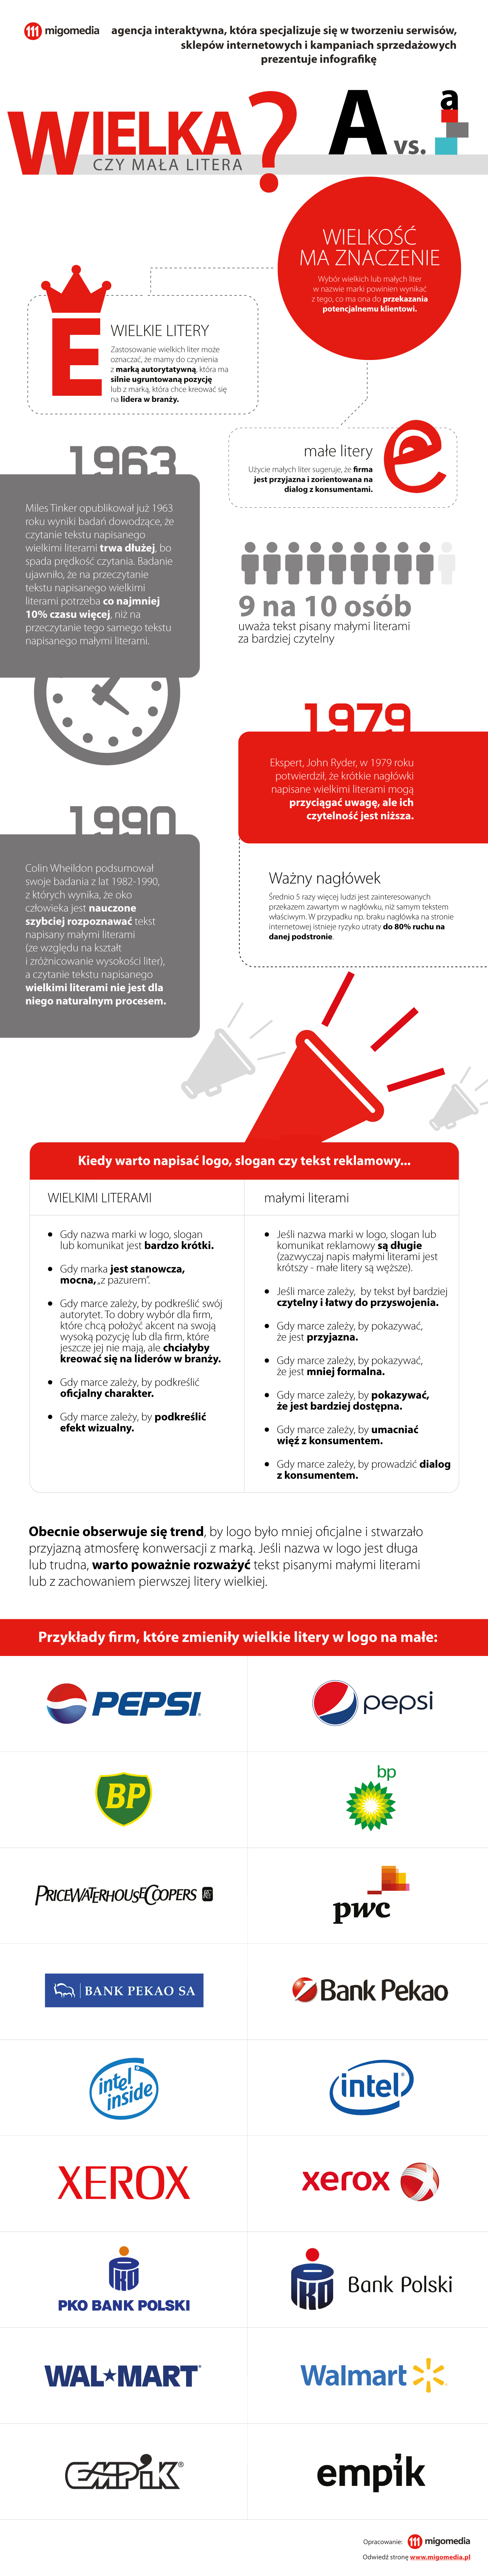 migomedia
agencja interaktywna, która specjalizuje się w tworzeniu serwisów,
sklepów internetowych i kampaniach sprzedażowych
prezentuje infografikę
WIELKA?
CZY MAŁA LITERA
A vs. a
WIELKOŚĆ
MA ZNACZENIE
Wybór wielkich lub małych liter
w nazwie marki powinien wynikać
z tego, co ma ona do przekazania
potencjalnemu klientowi.
E
WIELKIE LITERY
Zastosowanie wielkich liter może
oznaczać, że mamy do czynienia
z marką autorytatywną, która ma
silnie ugruntowaną pozycję
lub z marką, która chce kreować się
na lidera w branży.
małe litery
Użycie małych liter sugeruje, że firma
jest przyjazna i zorientowana na
dialog z konsumentami.
e
1963
Miles Tinker opublikował już 1963
roku wyniki badań dowodzące, że
czytanie tekstu napisanego
wielkimi literami trwa dłużej, bo
spada prędkość czytania. Badanie
ujawniło, że na przeczytanie
tekstu napisanego wielkimi
literami potrzeba co najmniej
10% czasu więcej, niż na
przeczytanie tego samego tekstu
napisanego małymi literami.
9 na 10 osób
uważa tekst pisany małymi literami
za bardziej czytelny
1979
Ekspert, John Ryder, w 1979 roku
potwierdził, że krótkie nagłówki
napisane wielkimi literami mogą
przyciągać uwagę, ale ich
czytelność jest niższa.
1990
Colin Wheildon podsumował
swoje badania z lat 1982-1990,
z których wynika, że oko
człowieka jest nauczone
szybciej rozpoznawać tekst
napisany małymi literami
(ze względu na kształt
i zróżnicowanie wysokości liter),
a czytanie tekstu napisanego
wielkimi literami nie jest dla
niego naturalnym procesem.
Ważny nagłówek
Średnio 5 razy więcej ludzi jest zainteresowanych
przekazem zawartym w nagłówku, niż samym tekstem
właściwym. W przypadku np. braku nagłówka na stronie
internetowej istnieje ryzyko utraty do 80% ruchu na
danej podstronie.
Kiedy warto napisać logo, slogan czy tekst reklamowy...
WIELKIMI LITERAMI
• Gdy nazwa marki w logo, slogan
lub komunikat jest bardzo krótki.
• Gdy marka jest stanowcza,
mocna, „z pazurem”.
• Gdy marce zależy, by podkreślić swój
autorytet. To dobry wybór dla firm,
które chcą położyć akcent na swoją
wysoką pozycję lub dla firm, które
jeszcze jej nie mają, ale chciałyby
kreować się na liderów w branży.
• Gdy marce zależy, by podkreślić
oficjalny charakter.
• Gdy marce zależy, by podkreślić
efekt wizualny.
małymi literami
• Jeśli nazwa marki w logo, slogan lub
komunikat reklamowy są długie
(zazwyczaj napis małymi literami jest
krótszy - małe litery są węższe).
• Jeśli marce zależy, by tekst był bardziej
czytelny i łatwy do przyswojenia.
• Gdy marce zależy, by pokazywać,
że jest przyjazna.
• Gdy marce zależy, by pokazywać,
że jest mniej formalna.
• Gdy marce zależy, by pokazywać,
że jest bardziej dostępna.
• Gdy marce zależy, by umacniać
więź z konsumentem.
• Gdy marce zależy, by prowadzić dialog
z konsumentem.
Obecnie obserwuje się trend, by logo było mniej oficjalne i stwarzało
przyjazną atmosferę konwersacji z marką. Jeśli nazwa w logo jest długa
lub trudna, warto poważnie rozważyć tekst pisanymi małymi literami
lub z zachowaniem pierwszej litery wielkiej.
Przykłady firm, które zmieniły wielkie litery w logo na małe:
PEPSI
pepsi
BP
bp
PRICEWATERHOUSECOOPERS
pwc
BANK PEKAO SA
Bank Pekao
intel inside
intel
XEROX
xerox
PKO
PKO BANK POLSKI
PKO
Bank Polski
WAL★MART
Walmart
EMPiK
empik
Opracowanie: migomedia
Odwiedź stronę www.migomedia.pl